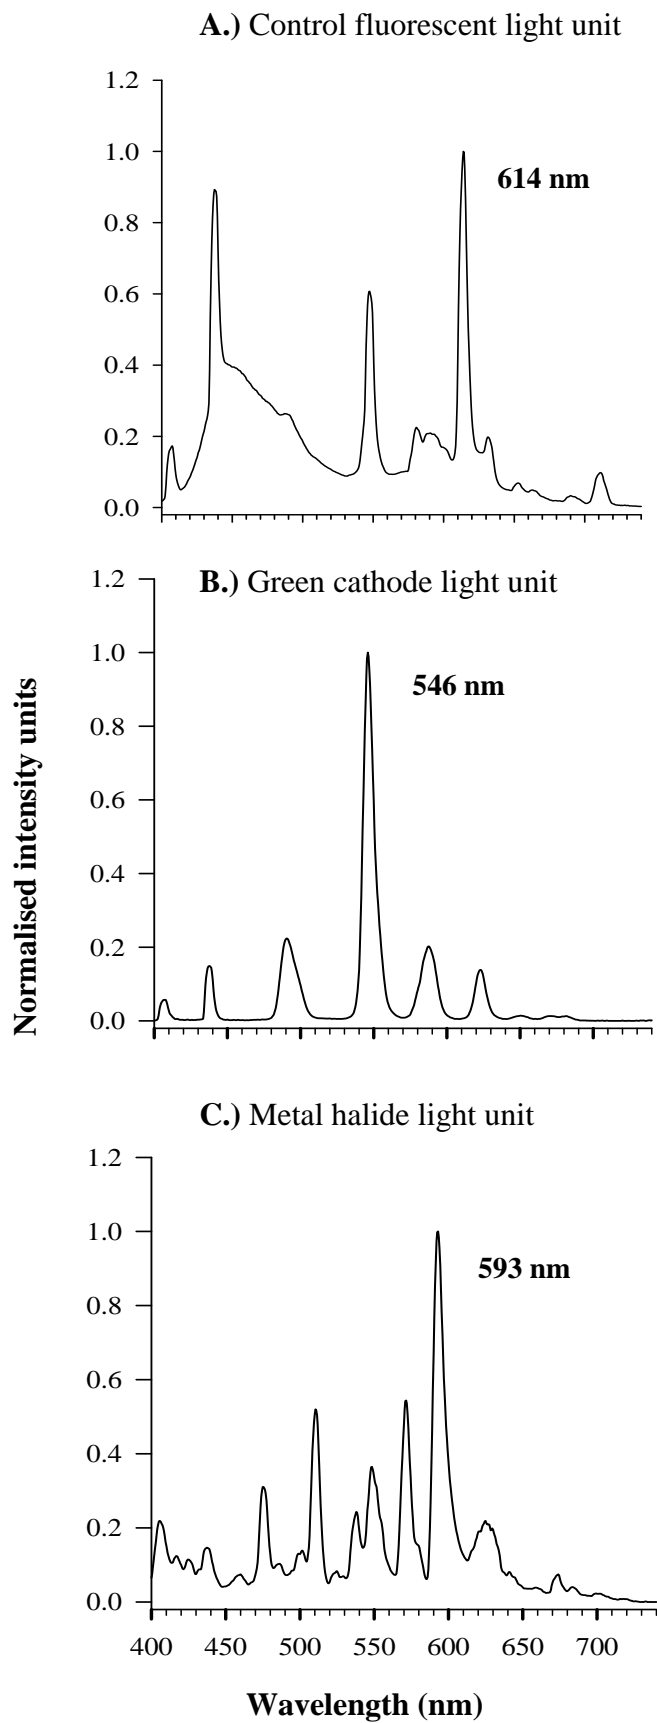 A.) Control fluorescent light unit
1.2
1.0
614 nm
0.8
0.6
0.4
0.2
0.0
B.) Green cathode light unit
1.2
1.0
546 nm
0.8
0.6
0.4
0.2
0.0
Normalised intensity units
C.) Metal halide light unit
1.2
1.0
593 nm
0.8
0.6
0.4
0.2
0.0
400 450 500 550 600 650 700
Wavelength (nm)